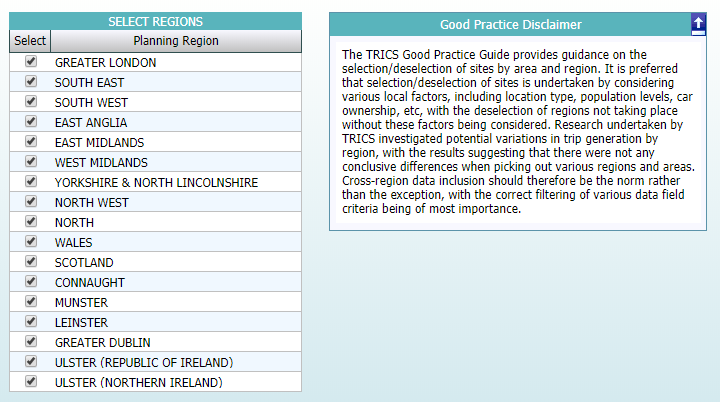 SELECT REGIONS
Select Planning Region
GREATER LONDON
SOUTH EAST
SOUTH WEST
EAST ANGLIA
EAST MIDLANDS
WEST MIDLANDS
YORKSHIRE & NORTH LINCOLNSHIRE
NORTH WEST
NORTH
WALES
SCOTLAND
CONNAUGHT
MUNSTER
LEINSTER
GREATER DUBLIN
ULSTER (REPUBLIC OF IRELAND)
ULSTER (NORTHERN IRELAND)
Good Practice Disclaimer
The TRICS Good Practice Guide provides guidance on the
selection/deselection of sites by area and region. It is preferred
that selection/deselection of sites is undertaken by considering
various local factors, including location type, population levels, car
ownership, etc, with the deselection of regions not taking place
without these factors being considered. Research undertaken by
TRICS investigated potential variations in trip generation by
region, with the results suggesting that there were not any
conclusive differences when picking out various regions and areas.
Cross-region data inclusion should therefore be the norm rather
than the exception, with the correct filtering of various data field
criteria being of most importance.